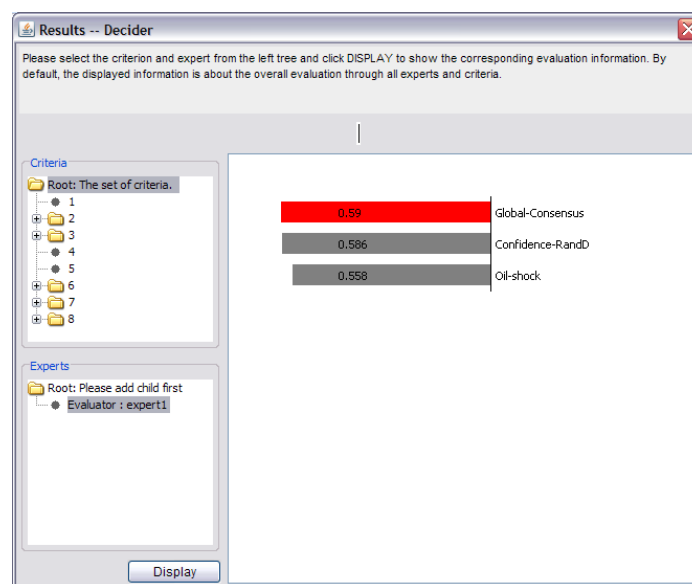 Results -- Decider
Please select the criterion and expert from the left tree and click DISPLAY to show the corresponding evaluation information. By
default, the displayed information is about the overall evaluation through all experts and criteria.
Criteria
Root: The set of criteria.
1
2
3
4
5
6
7
8
0.59 Global-Consensus
0.586 Confidence-RandD
0.558 Oil-shock
Experts
Root: Please add child first
Evaluator : expert1
Display